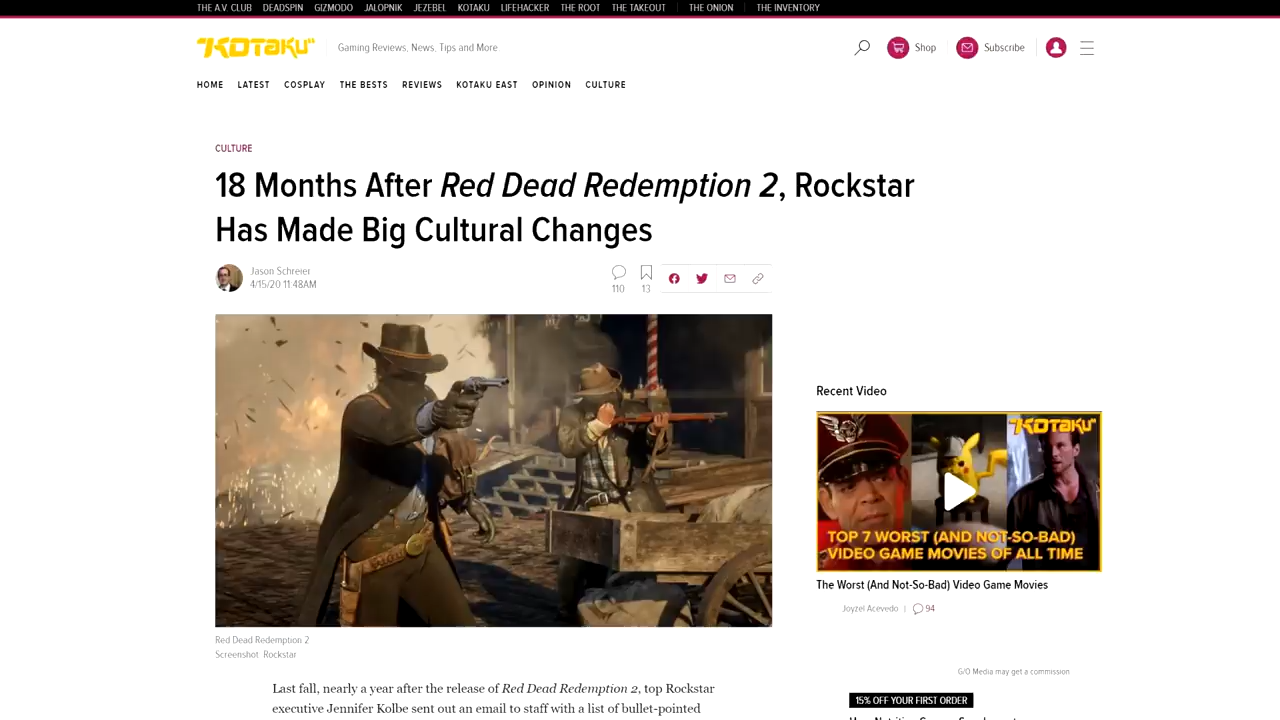 THE A.V. CLUB DEADSPIN GIZMODO JALOPNIK JEZEBEL KOTAKU LIFEHACKER THE ROOT THE TAKEOUT THE ONION THE INVENTORY
KOTAKU
Gaming Reviews, News, Tips and More.
Shop
Subscribe
HOME LATEST COSPLAY THE BESTS REVIEWS KOTAKU EAST OPINION CULTURE
CULTURE
18 Months After Red Dead Redemption 2, Rockstar
Has Made Big Cultural Changes
Jason Schreier
4/15/20 11:48AM
110
13
Red Dead Redemption 2
Screenshot: Rockstar
Last fall, nearly a year after the release of Red Dead Redemption 2, top Rockstar
executive Jennifer Kolbe sent out an email to staff with a list of bullet-pointed
Recent Video
KOTAKU
TOP 7 WORST (AND NOT-SO-BAD)
VIDEO GAME MOVIES OF ALL TIME
The Worst (And Not-So-Bad) Video Game Movies
Joyzel Acevedo | 94
G/O Media may get a commission
15% OFF YOUR FIRST ORDER